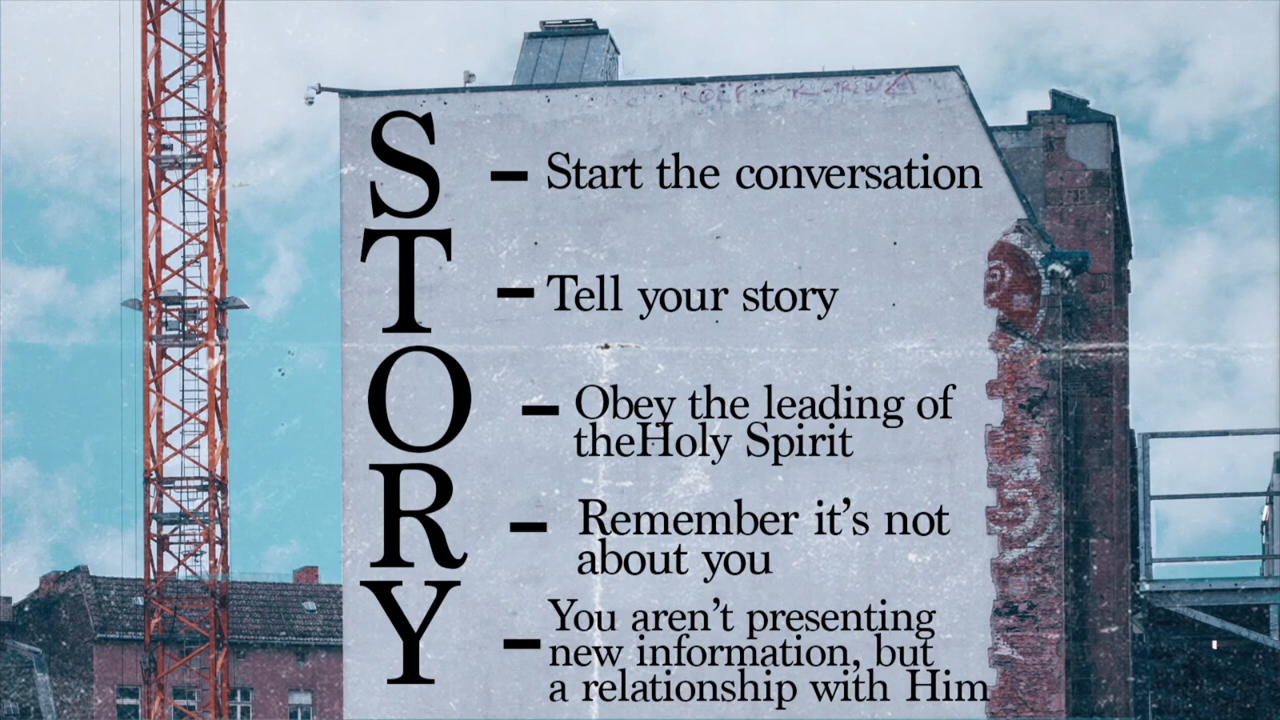 S – Start the conversation
T – Tell your story
O – Obey the leading of
theHoly Spirit
R – Remember it's not
about you
Y – You aren't presenting
new information, but
a relationship with Him